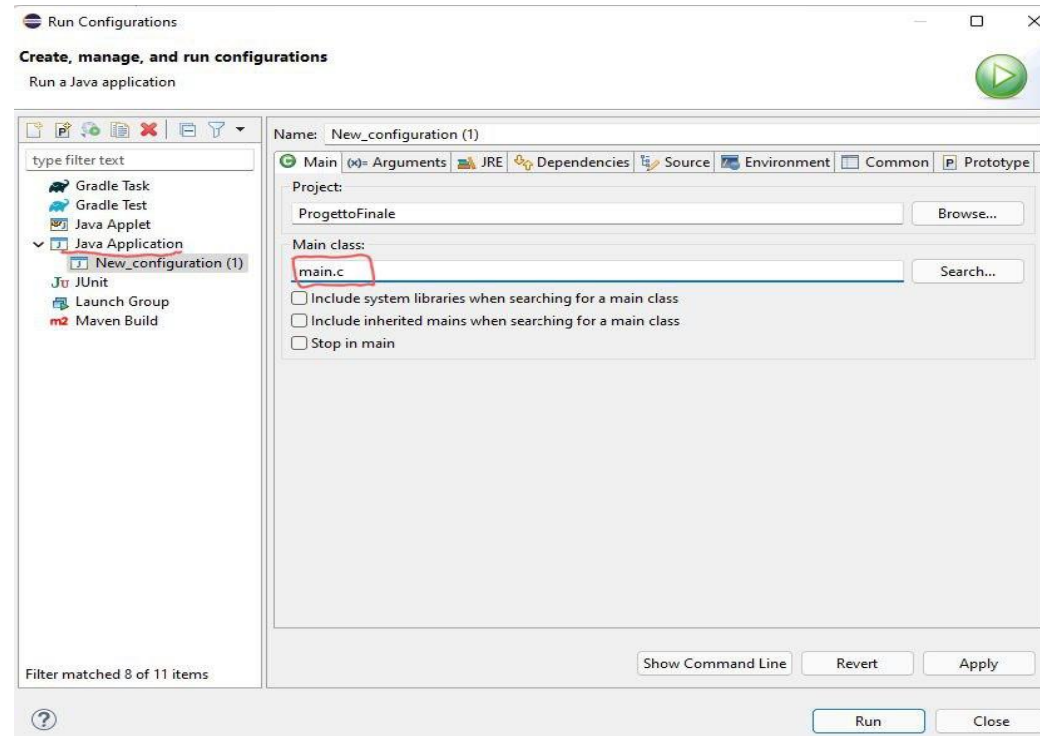 Run Configurations
Create, manage, and run configurations
Run a Java application
type filter text
Gradle Task
Gradle Test
Java Applet
Java Application
New_configuration (1)
Ju JUnit
Launch Group
m2 Maven Build
Filter matched 8 of 11 items
Name: New_configuration (1)
Main (x)= Arguments JRE Dependencies Source Environment Common P Prototype
Project:
ProgettoFinale Browse...
Main class:
main.c Search...
Include system libraries when searching for a main class
Include inherited mains when searching for a main class
Stop in main
Show Command Line Revert Apply
? Run Close